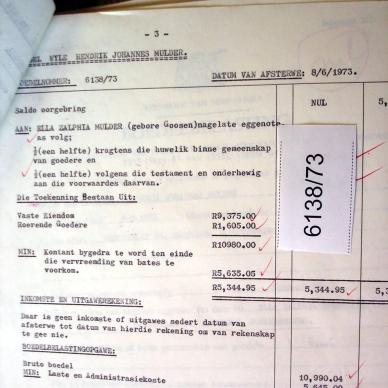 - 3 -
WYLE HENDRIK JOHANNES MULDER.
BOEDELNOMMER: 6138/73 DATUM VAN AFSTERWE: 8/6/1973.
Saldo oorgebring NUL
AAN: ELLA ZALPHIA MULDER (gebore Goosen)nagelate eggenote
as volg:
½(een helfte) kragtens die huwelik binne gemeenskap
van goedere en
½(een helfte) volgens die testament en onderhewig
aan die voorwaardes daarvan.
6138/73
Die Toekenning Bestaan Uit:
Vaste Eiendom R9,375.00
Roerende Goedere R1,605.00
R10980.00
MIN: Kontant bygedra te word ten einde
die vervreemding van bates te
voorkom. R5,635.05
R5,344.95 5,344.95
INKOMSTE EN UITGAWEREKENING:
Daar is geen inkomste of uitgawes sedert datum van
afsterwe tot datum van hierdie rekening om van rekenskap
te gee nie.
BOEDELBELASTINGOPGAWE:
Bruto boedel 10,990.04
MIN: Laste en Administrasiekoste